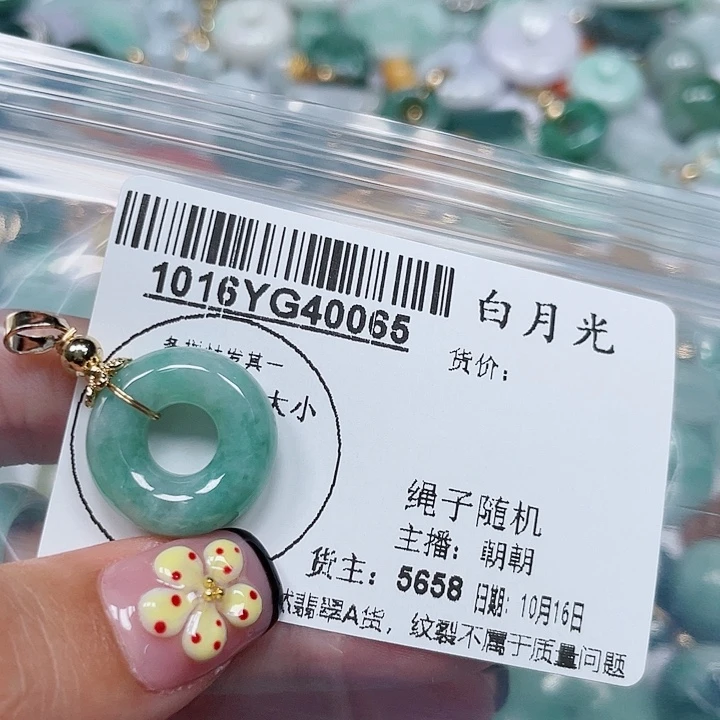 1016YG40065
白月光
货价：
大小
绳子随机
主播：朝朝
货主：5658 日期：10月16日
翡翠A货，纹裂不属于质量问题